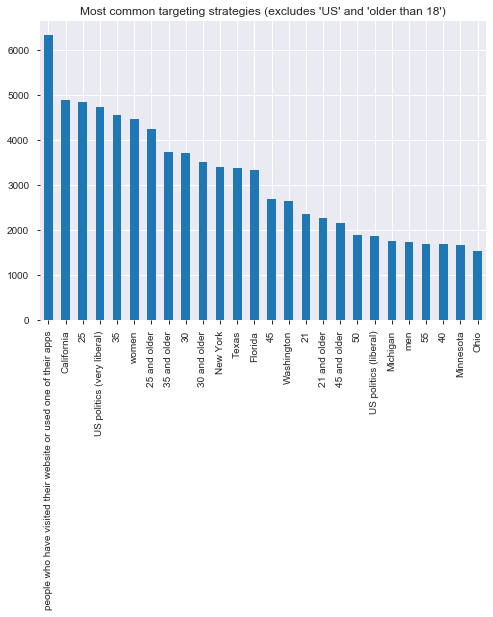 Most common targeting strategies (excludes 'US' and 'older than 18')
6000
5000
4000
3000
2000
1000
0
people who have visited their website or used one of their apps
California
25
US politics (very liberal)
35
women
25 and older
35 and older
30
30 and older
New York
Texas
Florida
45
Washington
21
21 and older
45 and older
50
US politics (liberal)
Michigan
men
55
40
Minnesota
Ohio